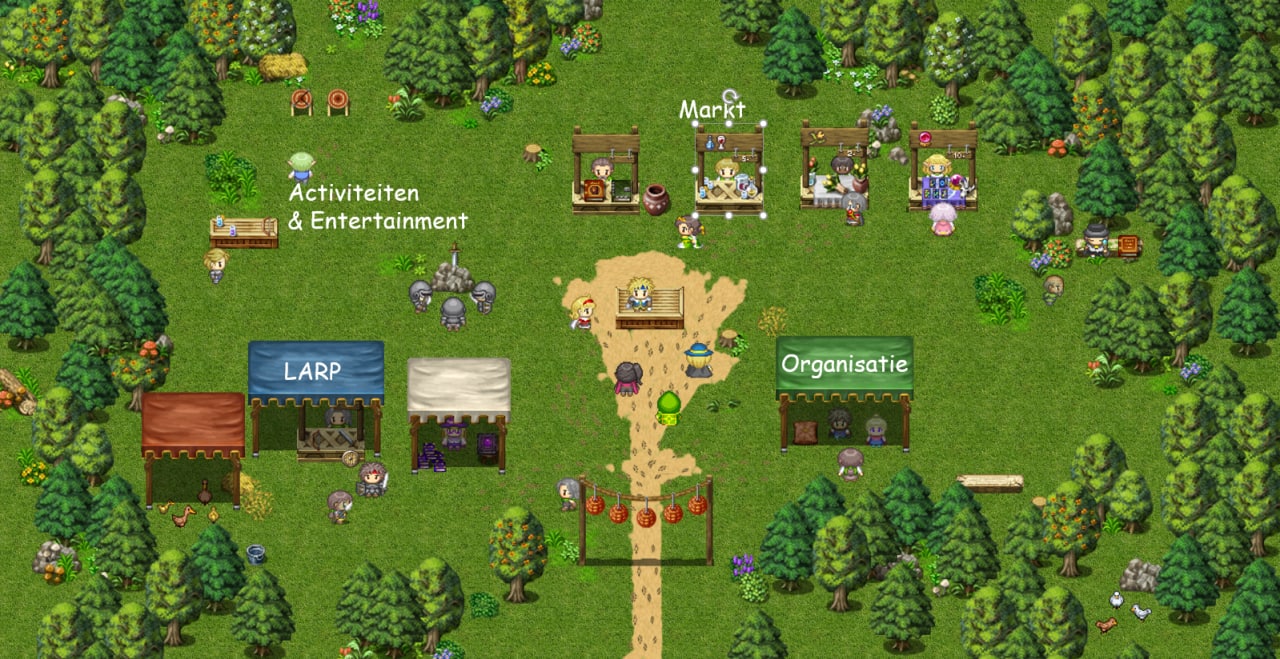 Markt
Activiteiten
& Entertainment
LARP
Organisatie